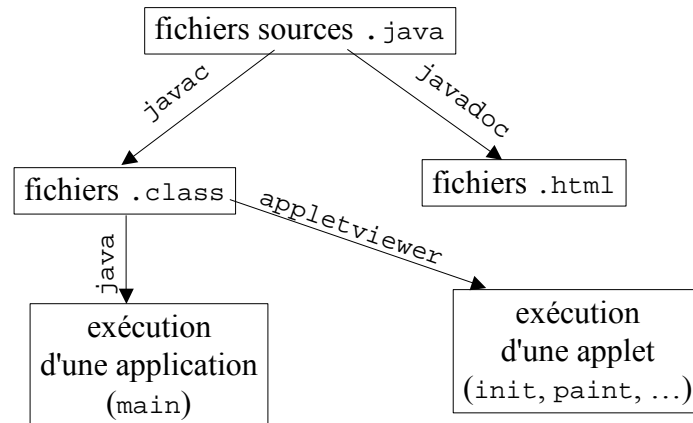 fichiers sources .java
javac
javadoc
fichiers .class
fichiers .html
appletviewer
java
exécution
d'une application
(main)
exécution
d'une applet
(init, paint, ...)